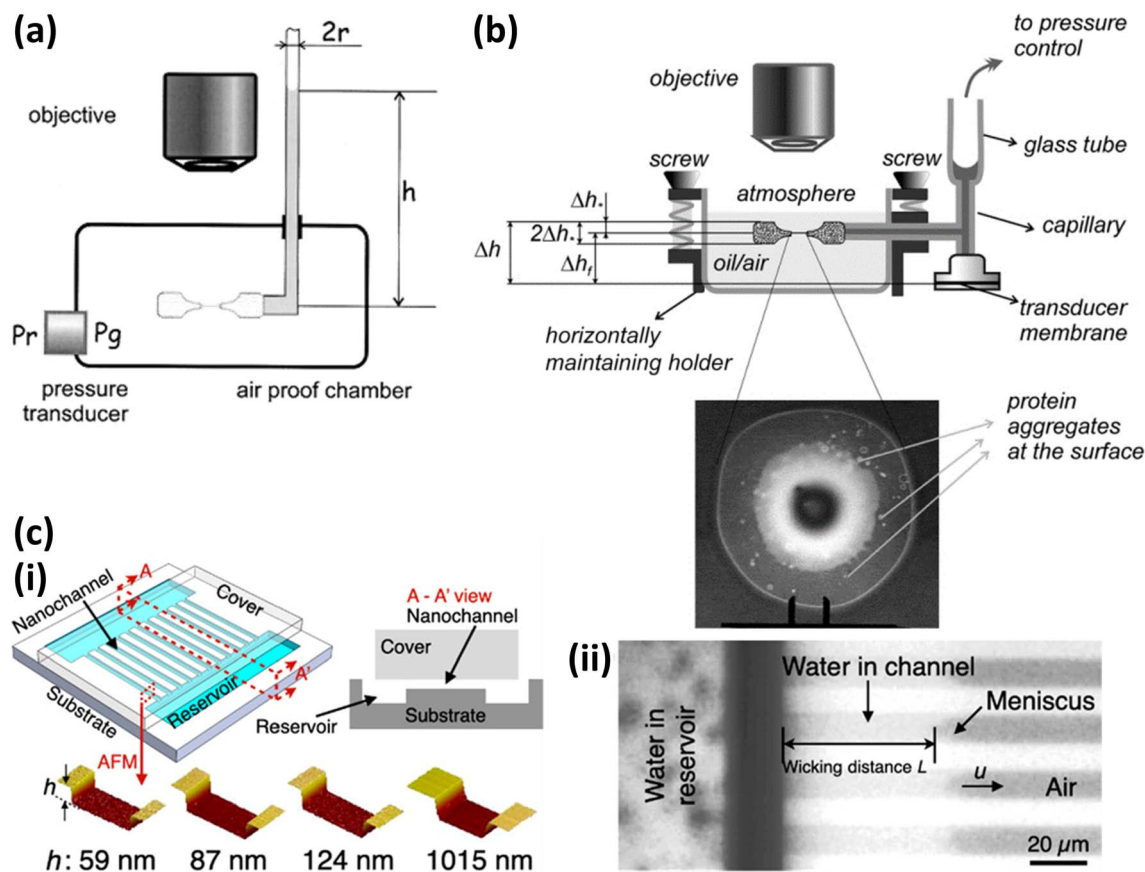 (a)
2r
objective
h
Pr
Pg
pressure
transducer
air proof chamber
(b)
to pressure
control
objective
glass tube
screw
screw
atmosphere
capillary
Δh*
2Δh*
Δh
Δhf
oil/air
transducer
membrane
horizontally
maintaining holder
protein
aggregates
at the surface
(c)
(i)
A
Nanochannel
Cover
A - A' view
Nanochannel
Cover
A'
Reservoir
Substrate
Reservoir
Substrate
AFM
h
h: 59 nm
87 nm
124 nm
1015 nm
(ii)
Water in channel
Meniscus
Water in
reservoir
Wicking distance L
u
Air
20 µm